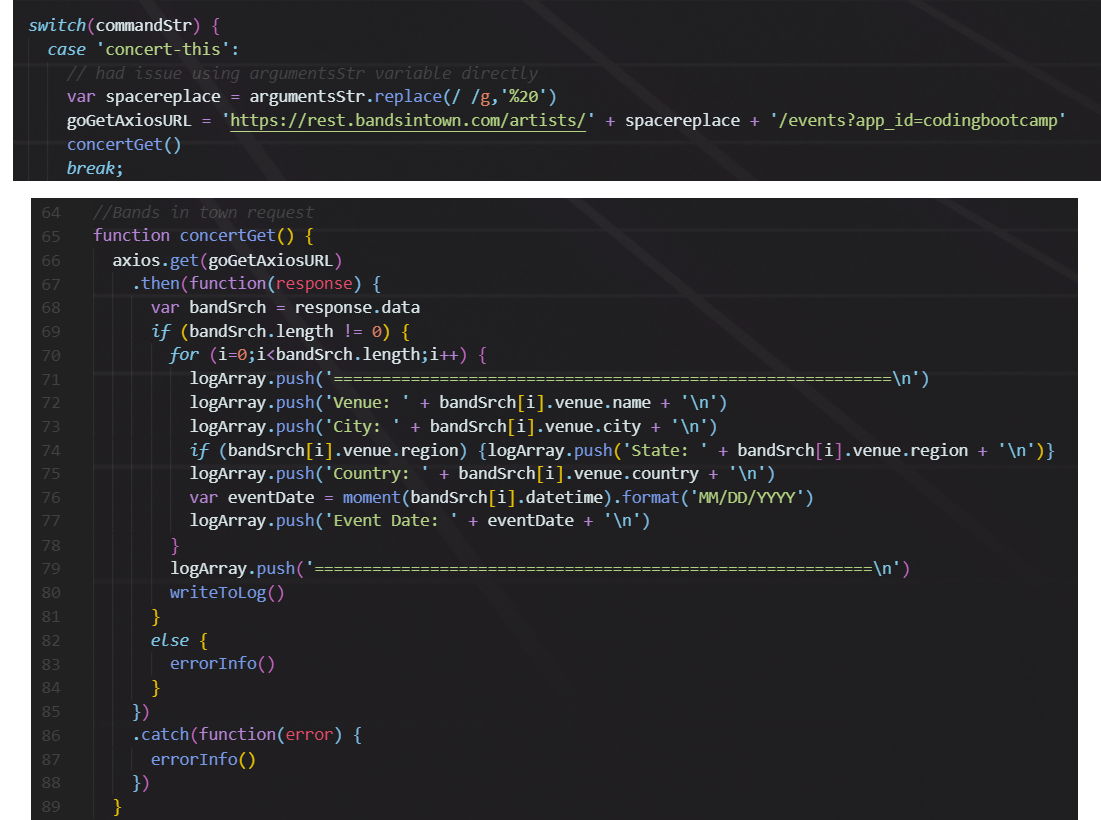 switch(commandStr) {
case 'concert-this':
// had issue using argumentsStr variable directly
var spacereplace = argumentsStr.replace(/ /g,'%20')
goGetAxiosURL = 'https://rest.bandsintown.com/artists/' + spacereplace + '/events?app_id=codingbootcamp'
concertGet()
break;
64 //Bands in town request
65 function concertGet() {
66 axios.get(goGetAxiosURL)
67 .then(function(response) {
68 var bandSrch = response.data
69 if (bandSrch.length != 0) {
70 for (i=0;i<bandSrch.length;i++) {
71 logArray.push('==========================================================\n')
72 logArray.push('Venue: ' + bandSrch[i].venue.name + '\n')
73 logArray.push('City: ' + bandSrch[i].venue.city + '\n')
74 if (bandSrch[i].venue.region) {logArray.push('State: ' + bandSrch[i].venue.region + '\n')}
75 logArray.push('Country: ' + bandSrch[i].venue.country + '\n')
76 var eventDate = moment(bandSrch[i].datetime).format('MM/DD/YYYY')
77 logArray.push('Event Date: ' + eventDate + '\n')
78 }
79 logArray.push('==========================================================\n')
80 writeToLog()
81 }
82 else {
83 errorInfo()
84 }
85 })
86 .catch(function(error) {
87 errorInfo()
88 })
89 }